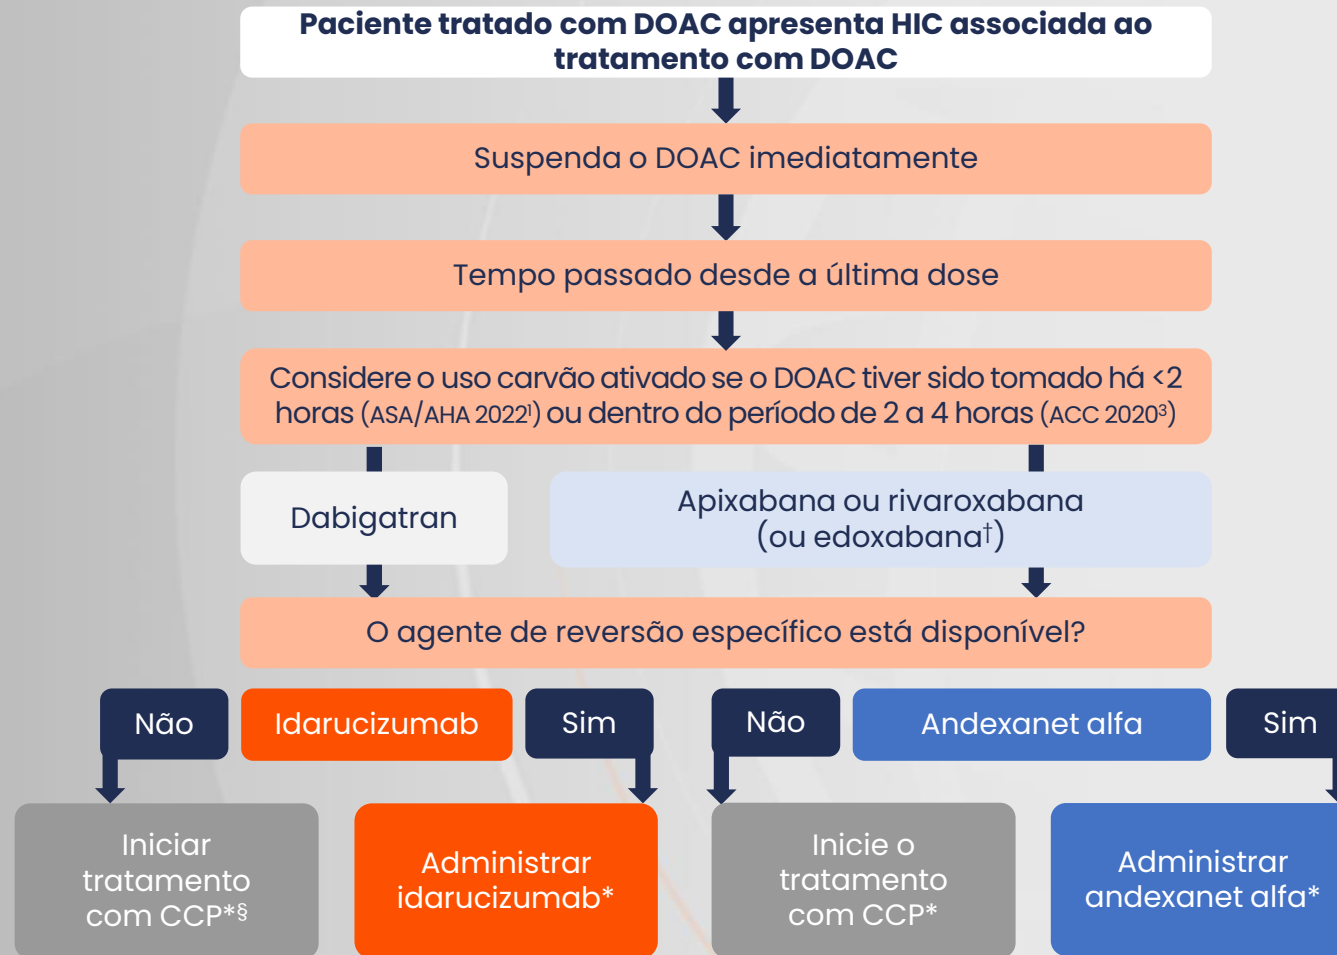 Paciente tratado com DOAC apresenta HIC associada ao
tratamento com DOAC
Suspenda o DOAC imediatamente
Tempo passado desde a última dose
Considere o uso carvão ativado se o DOAC tiver sido tomado há <2
horas (ASA/AHA 2022¹) ou dentro do período de 2 a 4 horas (ACC 2020³)
Dabigatran
Apixabana ou rivaroxabana
(ou edoxabana†)
O agente de reversão específico está disponível?
Não
Idarucizumab
Sim
Não
Andexanet alfa
Sim
Iniciar
tratamento
com CCP*§
Administrar
idarucizumab*
Inicie o
tratamento
com CCP*
Administrar
andexanet alfa*